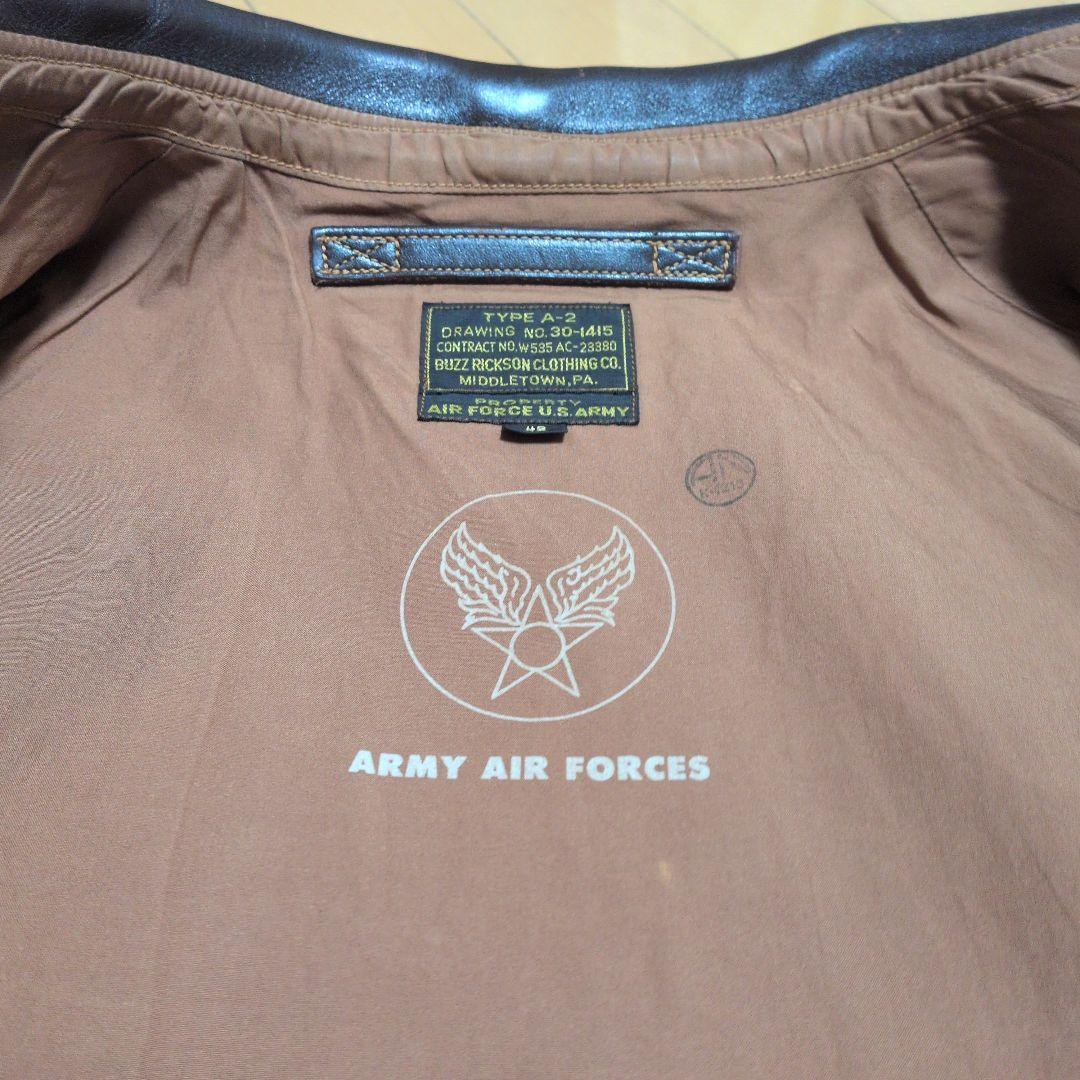 TYPE A-2
DRAWING NO. 30-1415
CONTRACT NO. W535 AC-23380
BUZZ RICKSON CLOTHING CO.
MIDDLETOWN, PA.
PROPERTY
AIR FORCE U.S. ARMY
42
ARMY AIR FORCES